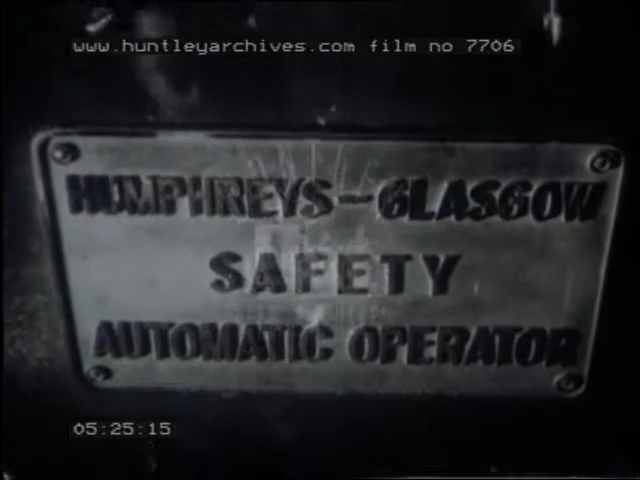 www.huntleyarchives.com film no 7706
HUMPHREYS-GLASGOW
SAFETY
AUTOMATIC OPERATOR
05:25:15